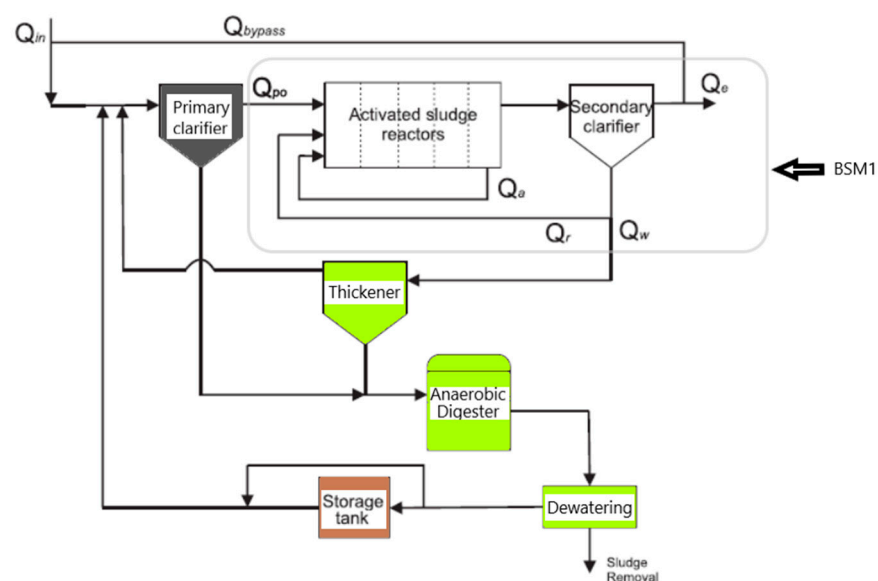 Qin
Qbypass
Primary
clarifier
Qpo
Activated sludge
reactors
Secondary
clarifier
Qe
BSM1
Qa
Qr
Qw
Thickener
Anaerobic
Digester
Storage
tank
Dewatering
Sludge
Removal